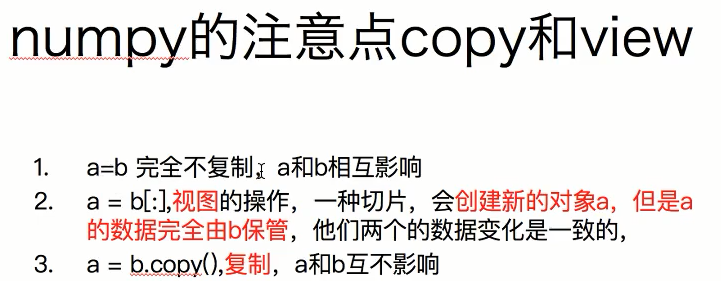 numpy的注意点copy和view
1. a=b 完全不复制，a和b相互影响
2. a = b[:],视图的操作，一种切片，会创建新的对象a，但是a
的数据完全由b保管，他们两个的数据变化是一致的，
3. a = b.copy(),复制，a和b互不影响